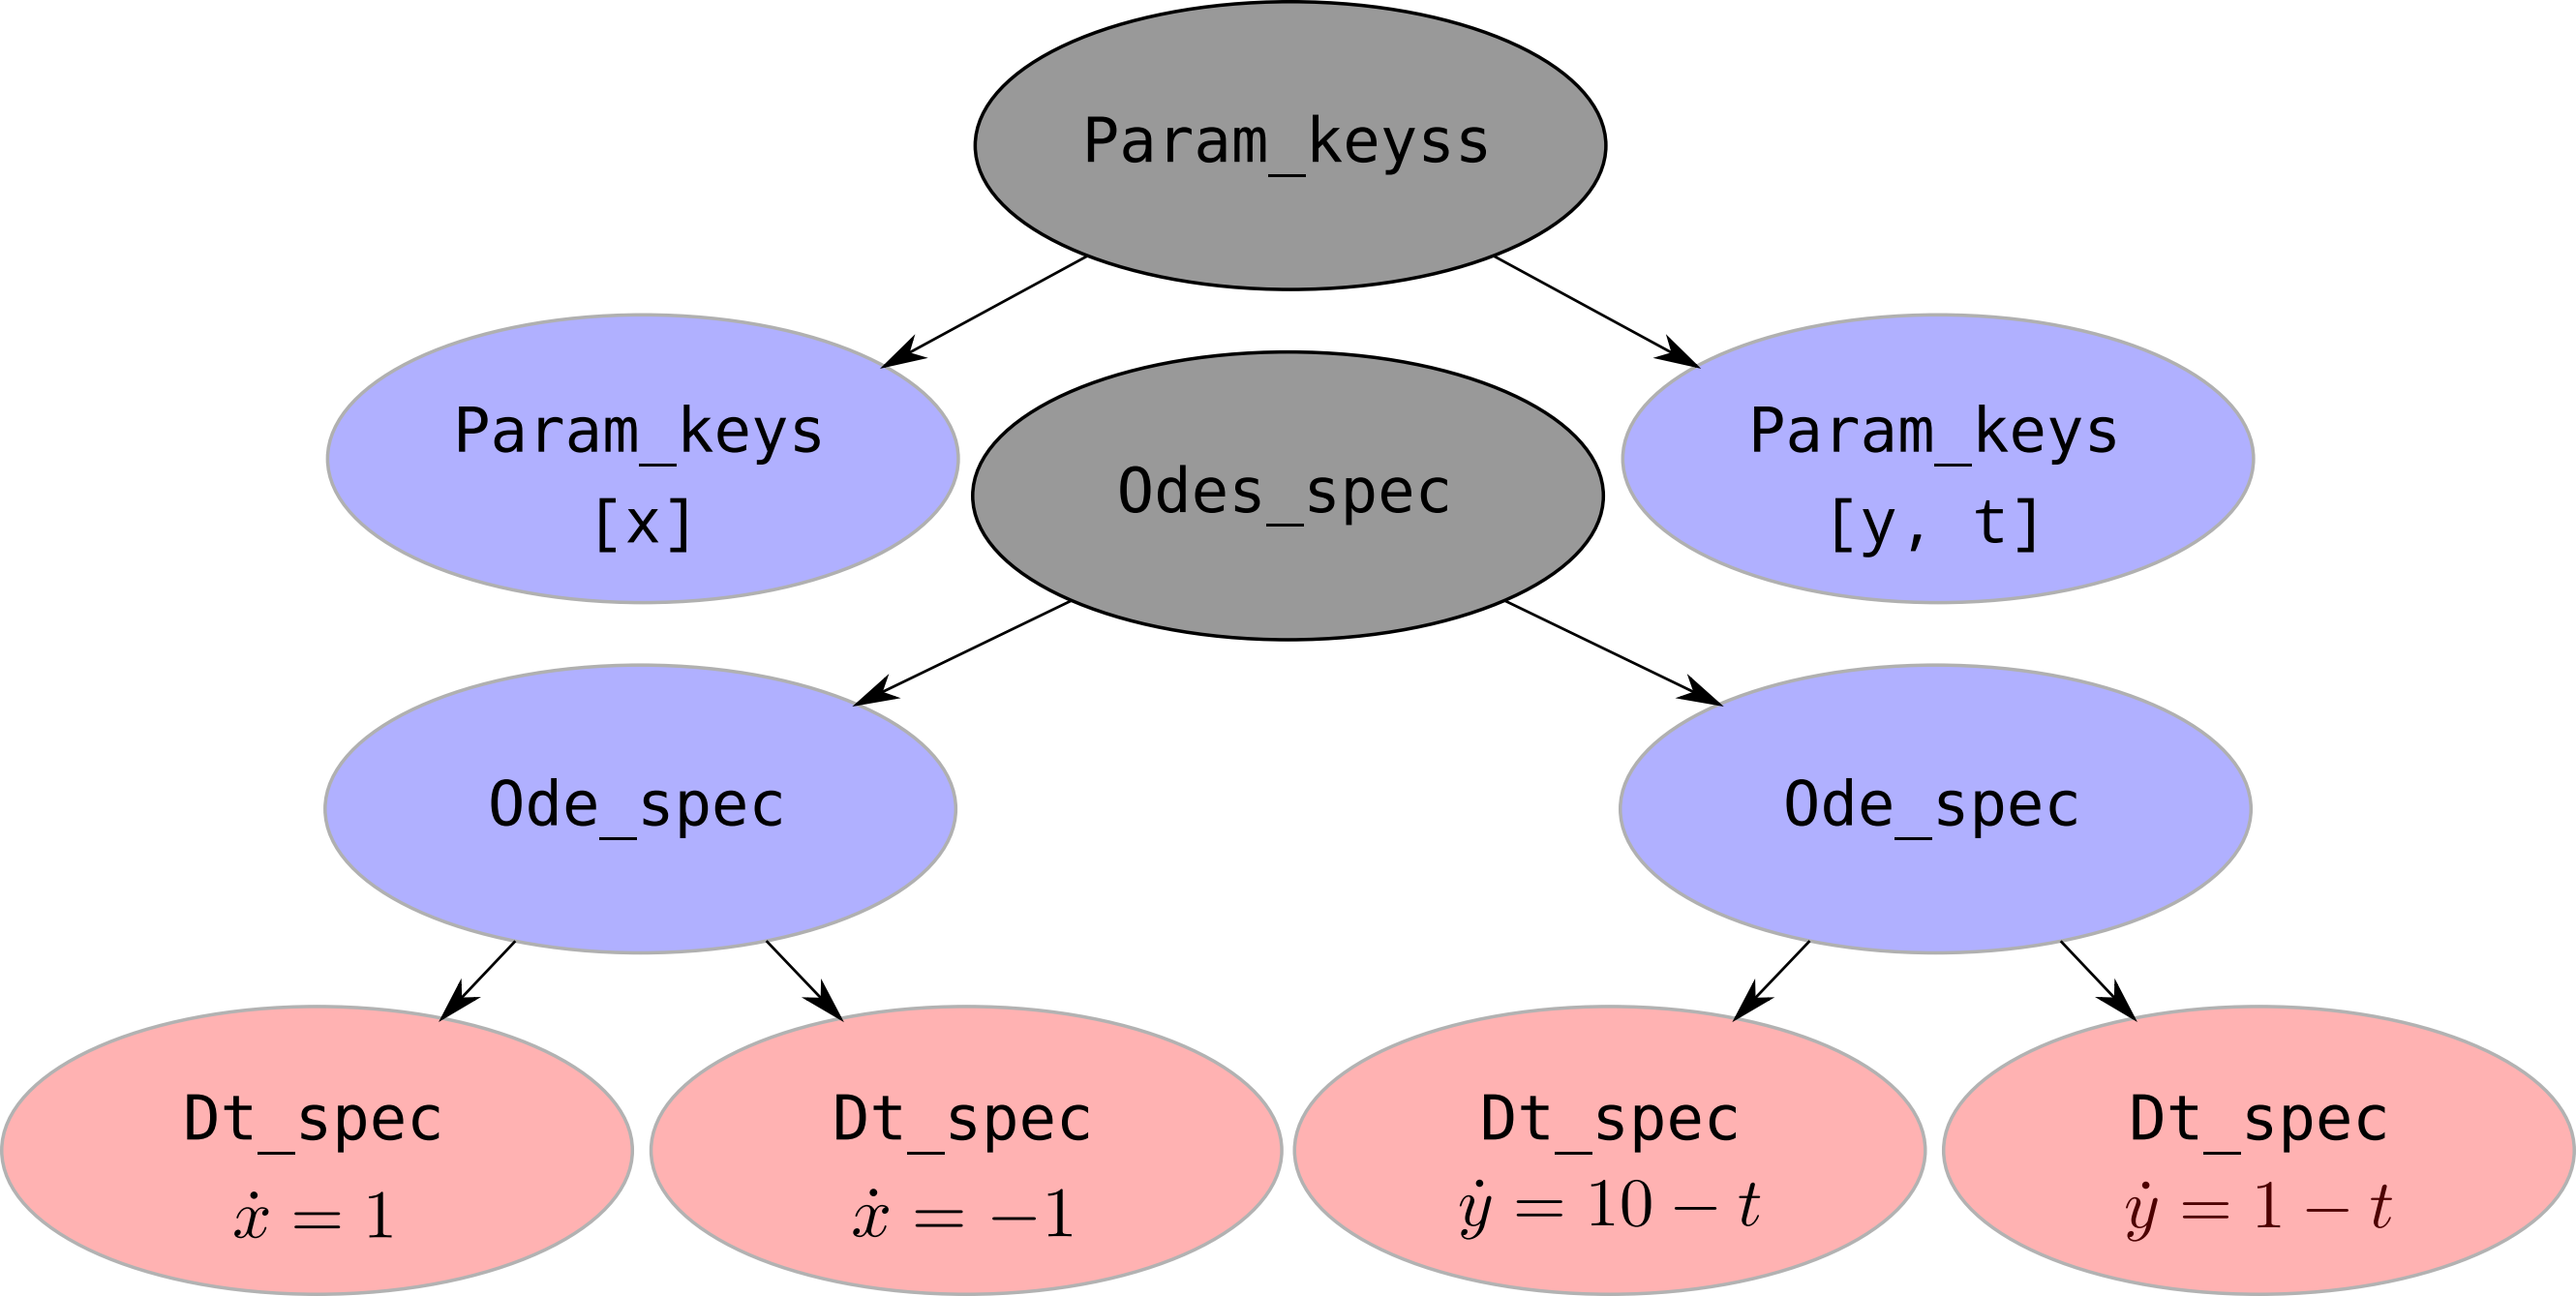 Param_keyss
Param_keys
[x]
Param_keys
[y, t]
Odes_spec
Ode_spec
Ode_spec
Dt_spec
ẋ = 1
Dt_spec
ẋ = −1
Dt_spec
ẏ = 10 − t
Dt_spec
ẏ = 1 − t